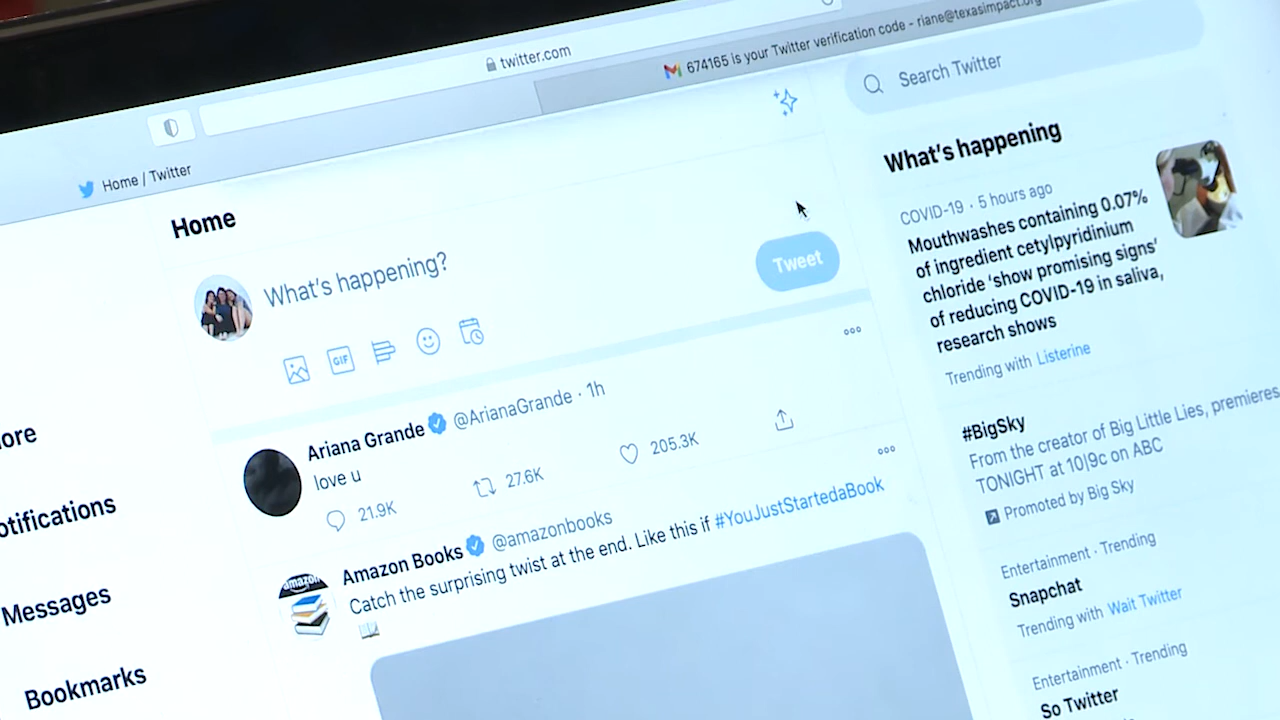 twitter.com
674165 is your Twitter verification code - riane@texasimpact.org
Home / Twitter
Search Twitter
Home
What's happening?
Tweet
GIF
Ariana Grande @ArianaGrande · 1h
love u
21.9K 27.6K 205.3K
Amazon Books @amazonbooks
Catch the surprising twist at the end. Like this if #YouJustStartedaBook
amazon
What's happening
COVID-19 · 5 hours ago
Mouthwashes containing 0.07%
of ingredient cetylpyridinium
chloride 'show promising signs'
of reducing COVID-19 in saliva,
research shows
Trending with Listerine
#BigSky
From the creator of Big Little Lies, premieres
TONIGHT at 10|9c on ABC
Promoted by Big Sky
Entertainment · Trending
Snapchat
Trending with Wait Twitter
Entertainment · Trending
So Twitter
ore
otifications
Messages
Bookmarks